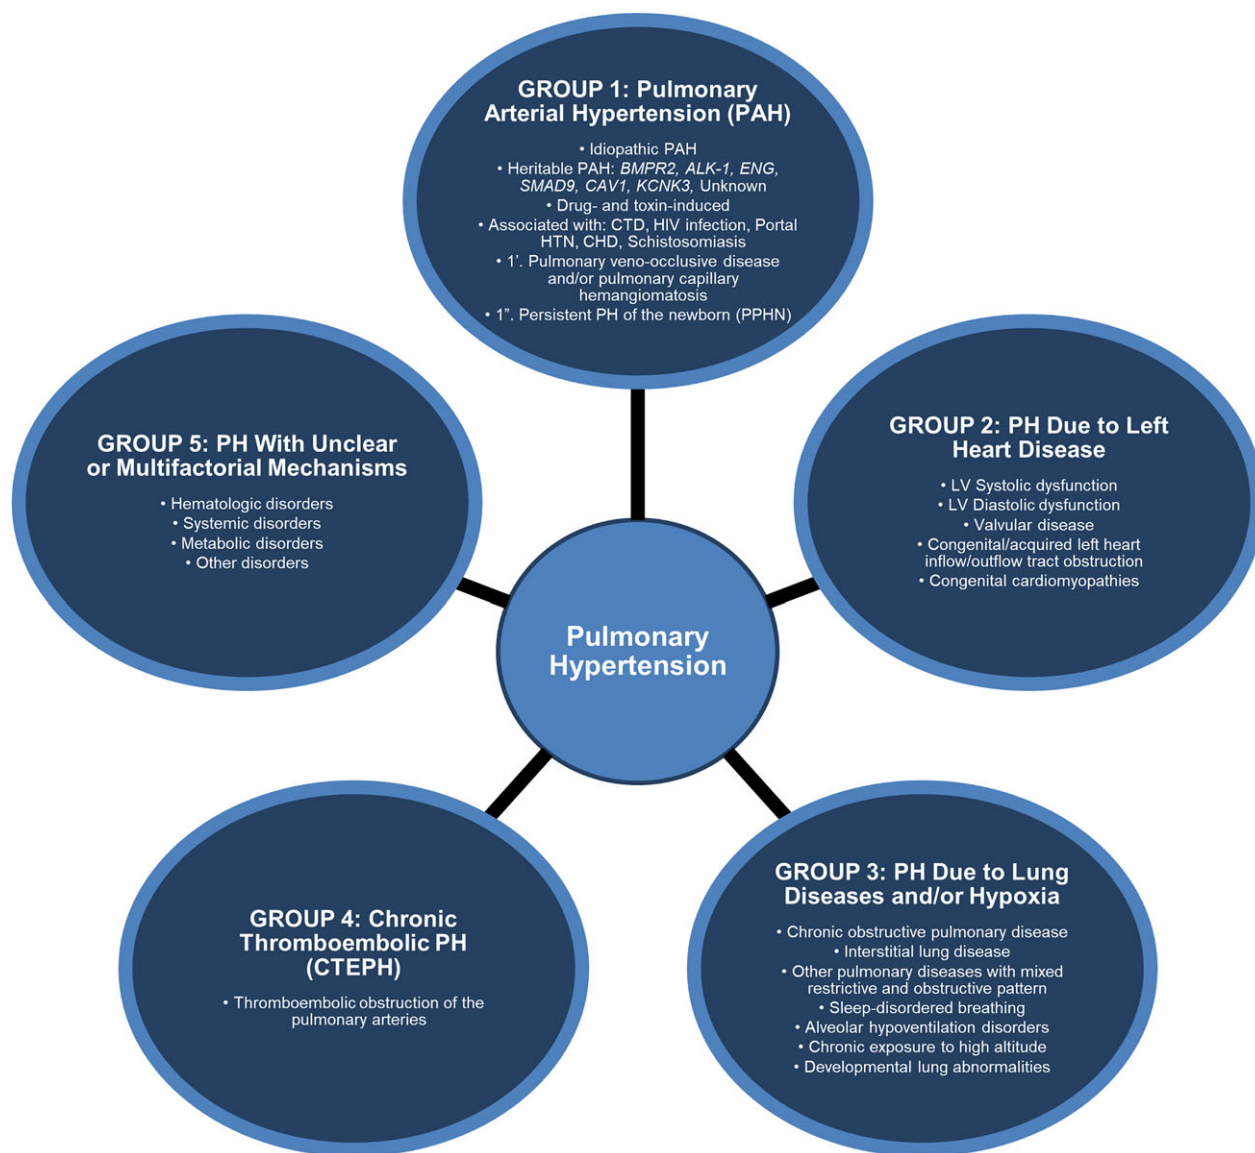 GROUP 1: Pulmonary
Arterial Hypertension (PAH)
• Idiopathic PAH
• Heritable PAH: BMPR2, ALK-1, ENG,
SMAD9, CAV1, KCNK3, Unknown
• Drug- and toxin-induced
• Associated with: CTD, HIV infection, Portal
HTN, CHD, Schistosomiasis
• 1’. Pulmonary veno-occlusive disease
and/or pulmonary capillary
hemangiomatosis
• 1”. Persistent PH of the newborn (PPHN)
GROUP 2: PH Due to Left
Heart Disease
• LV Systolic dysfunction
• LV Diastolic dysfunction
• Valvular disease
• Congenital/acquired left heart
inflow/outflow tract obstruction
• Congenital cardiomyopathies
GROUP 3: PH Due to Lung
Diseases and/or Hypoxia
• Chronic obstructive pulmonary disease
• Interstitial lung disease
• Other pulmonary diseases with mixed
restrictive and obstructive pattern
• Sleep-disordered breathing
• Alveolar hypoventilation disorders
• Chronic exposure to high altitude
• Developmental lung abnormalities
GROUP 4: Chronic
Thromboembolic PH
(CTEPH)
• Thromboembolic obstruction of the
pulmonary arteries
GROUP 5: PH With Unclear
or Multifactorial Mechanisms
• Hematologic disorders
• Systemic disorders
• Metabolic disorders
• Other disorders
Pulmonary
Hypertension